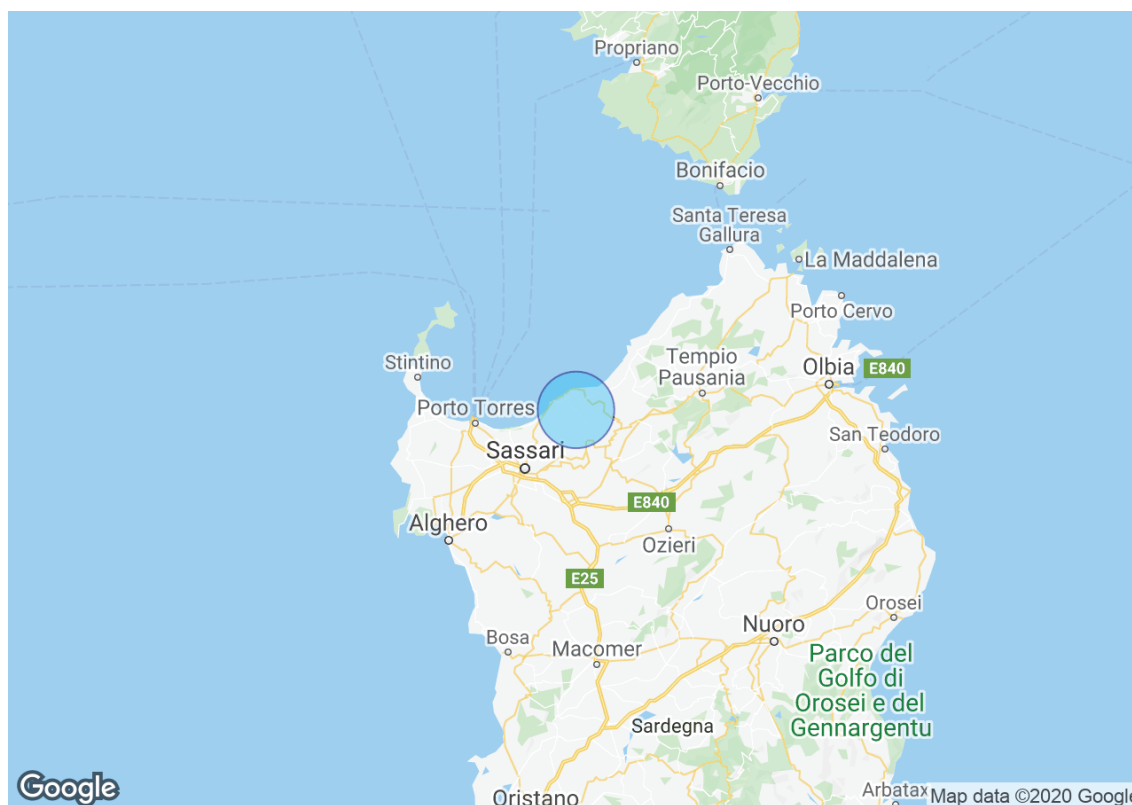 Propriano
Porto-Vecchio
Bonifacio
Santa Teresa
Gallura
La Maddalena
Porto Cervo
Stintino
Tempio
Pausania
Olbia
E840
Porto Torres
San Teodoro
Sassari
E840
Alghero
Ozieri
E25
Orosei
Nuoro
Bosa
Macomer
Parco del
Golfo di
Orosei e del
Gennargentu
Sardegna
Google
Oristano
Arbatax
Map data ©2020 Google